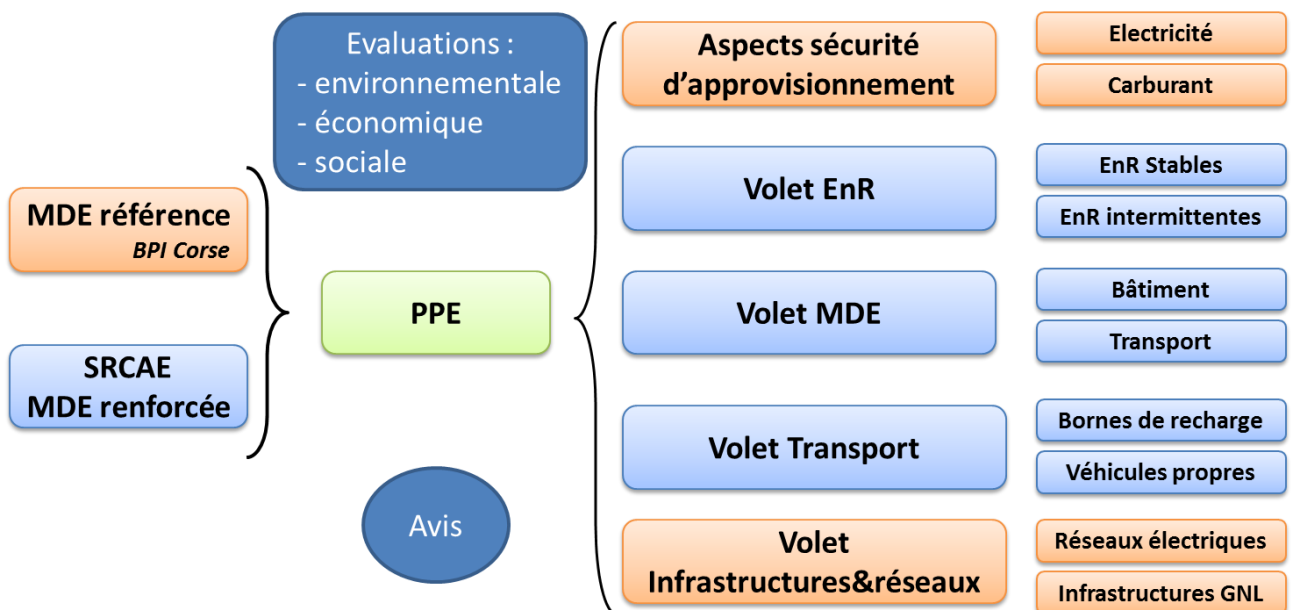 Evaluations :
- environnementale
- économique
- sociale
MDE référence
BPI Corse
SRCAE
MDE renforcée
PPE
Avis
Aspects sécurité
d’approvisionnement
Electricité
Carburant
Volet EnR
EnR Stables
EnR intermittentes
Volet MDE
Bâtiment
Transport
Volet Transport
Bornes de recharge
Véhicules propres
Volet
Infrastructures&réseaux
Réseaux électriques
Infrastructures GNL